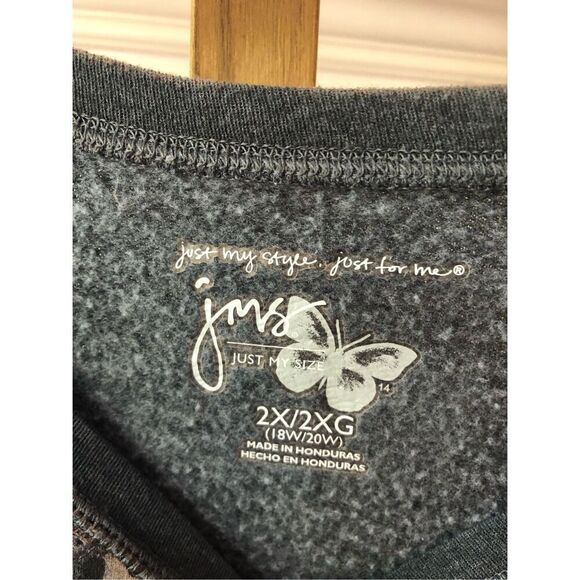 just my style. just for me®
jms®
JUST MY SIZE
14
2X/2XG
(18W/20W)
MADE IN HONDURAS
HECHO EN HONDURAS